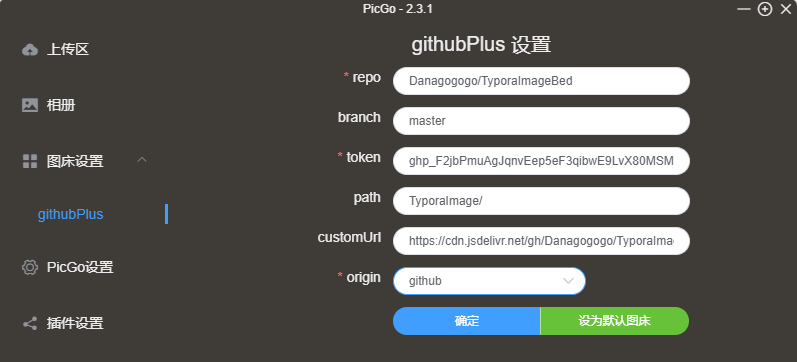 PicGo - 2.3.1
上传区
相册
图床设置
githubPlus
PicGo设置
插件设置
githubPlus 设置
* repo Danagogogo/TyporaImageBed
branch master
* token ghp_F2jbPmuAgJqnvEep5eF3qibwE9LvX80MSM
path TyporaImage/
customUrl https://cdn.jsdelivr.net/gh/Danagogogo/TyporaImag
* origin github
确定 设为默认图床